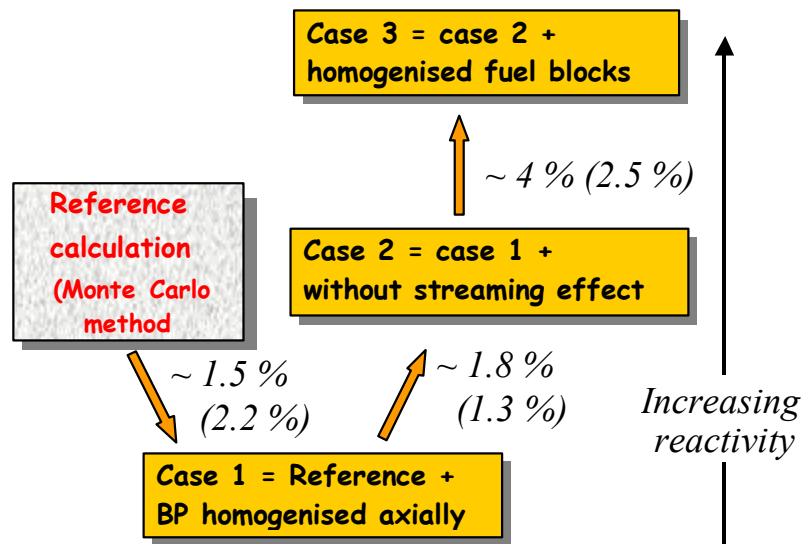 Case 3 = case 2 +
homogenised fuel blocks
~ 4 % (2.5 %)
Reference
calculation
(Monte Carlo
method
Case 2 = case 1 +
without streaming effect
~ 1.5 %
(2.2 %)
~ 1.8 %
(1.3 %)
Increasing
reactivity
Case 1 = Reference +
BP homogenised axially